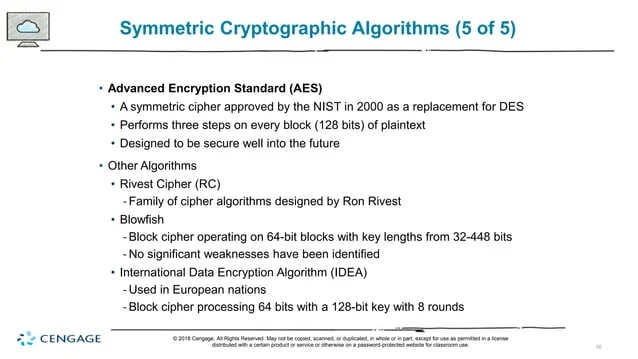 Symmetric Cryptographic Algorithms (5 of 5)
• Advanced Encryption Standard (AES)
• A symmetric cipher approved by the NIST in 2000 as a replacement for DES
• Performs three steps on every block (128 bits) of plaintext
• Designed to be secure well into the future
• Other Algorithms
• Rivest Cipher (RC)
- Family of cipher algorithms designed by Ron Rivest
• Blowfish
- Block cipher operating on 64-bit blocks with key lengths from 32-448 bits
- No significant weaknesses have been identified
• International Data Encryption Algorithm (IDEA)
- Used in European nations
- Block cipher processing 64 bits with a 128-bit key with 8 rounds
CENGAGE
© 2018 Cengage. All Rights Reserved. May not be copied, scanned, or duplicated, in whole or in part, except for use as permitted in a license
distributed with a certain product or service or otherwise on a password-protected website for classroom use.